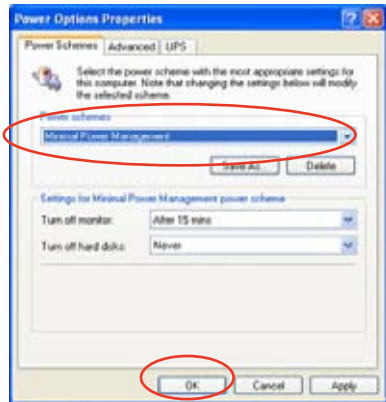 Power Options Properties
Power Schemes Advanced UPS
Select the power scheme with the most appropriate settings for
this computer. Note that changing the settings below will modify
the selected scheme.
Power schemes
Minimal Power Management
Save As... Delete
Settings for Minimal Power Management power scheme
Turn off monitor: After 15 mins
Turn off hard disks: Never
OK Cancel Apply